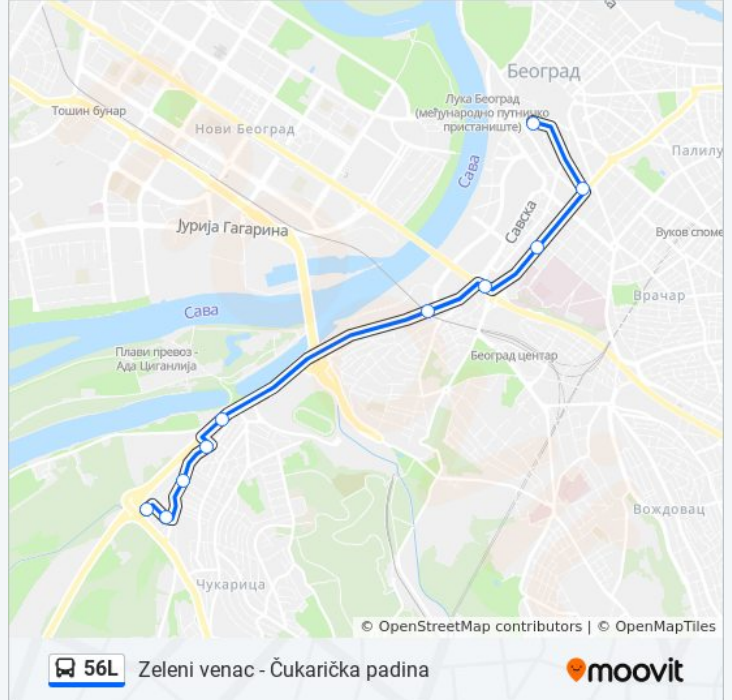 Београд
Лука Београд
(међународно путничко
пристаниште)
Тошин бунар
Нови Београд
Палилу
Сава
Савска
Јурија Гагарина
Вуков споме
Врачар
Сава
Плави превоз -
Ада Циганлија
Београд центар
Вождовац
Чукарица
© OpenStreetMap contributors | © OpenMapTiles
56L Zeleni venac - Čukarička padina
moovit